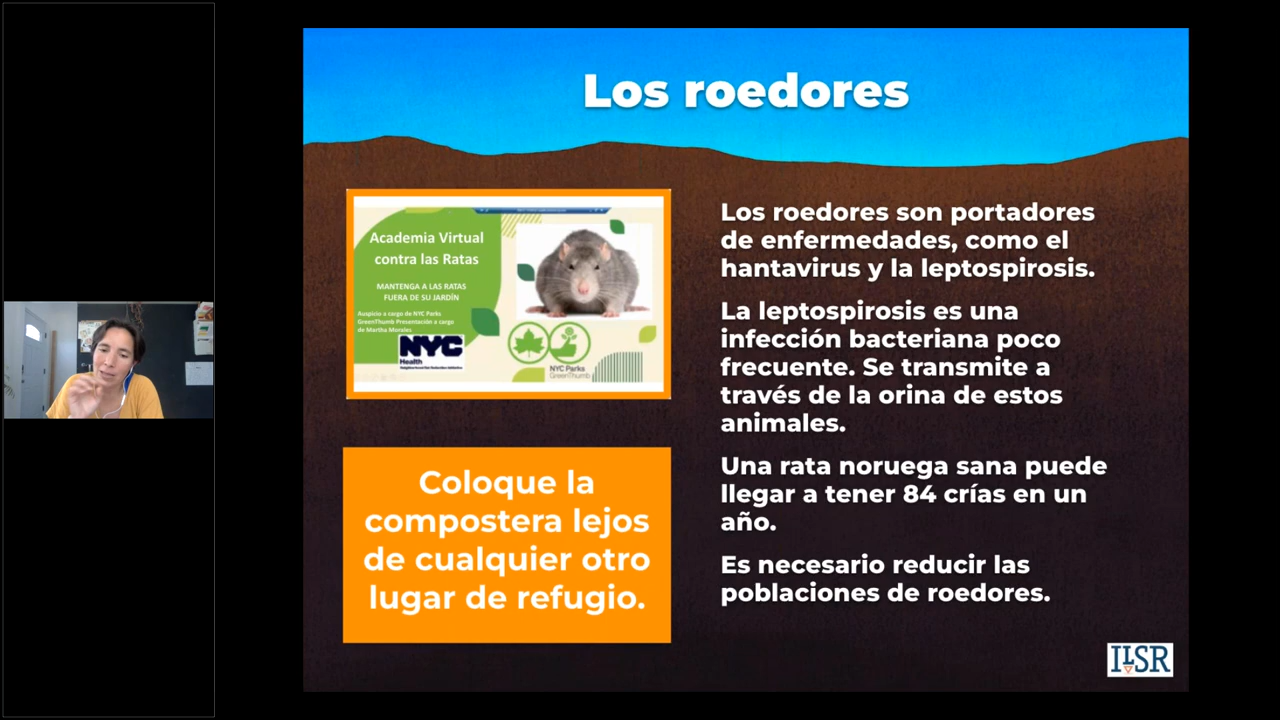 Los roedores
Academia Virtual
contra las Ratas
MANTENGA A LAS RATAS
FUERA DE SU JARDÍN
Auspicio a cargo de NYC Parks
GreenThumb Presentación a cargo
de Martha Morales
NYC
Health
NYC Parks
GreenThumb
Coloque la
compostera lejos
de cualquier otro
lugar de refugio.
Los roedores son portadores
de enfermedades, como el
hantavirus y la leptospirosis.
La leptospirosis es una
infección bacteriana poco
frecuente. Se transmite a
través de la orina de estos
animales.
Una rata noruega sana puede
llegar a tener 84 crías en un
año.
Es necesario reducir las
poblaciones de roedores.
ILSR